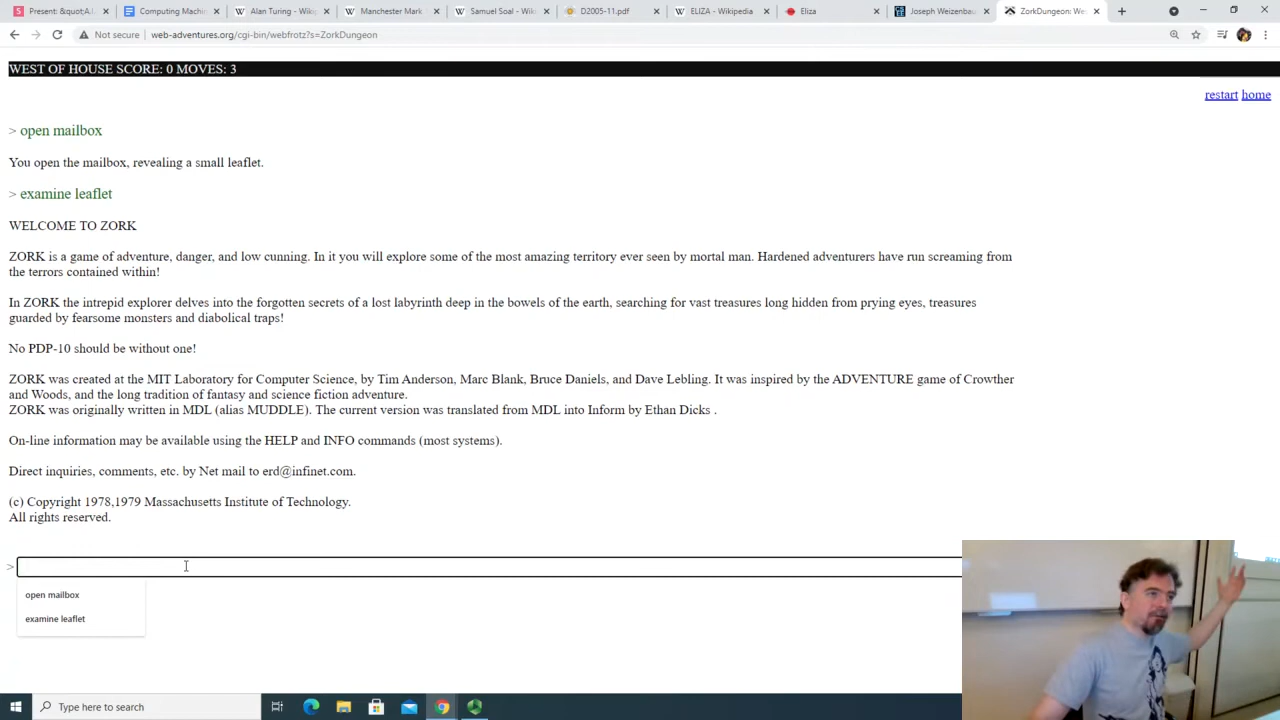 Present: &quot;A.I
Computing Machin
Alan Turing - Wikip
Manchester Mark
Samuel Soal - Wiki
D2005-11.pdf
ELIZA - Wikipedia
Eliza
Joseph Weizenbau
ZorkDungeon: We
Not secure
web-adventures.org/cgi-bin/webfrotz?s=ZorkDungeon
WEST OF HOUSE SCORE: 0 MOVES: 3
restart home
> open mailbox
You open the mailbox, revealing a small leaflet.
> examine leaflet
WELCOME TO ZORK
ZORK is a game of adventure, danger, and low cunning. In it you will explore some of the most amazing territory ever seen by mortal man. Hardened adventurers have run screaming from
the terrors contained within!
In ZORK the intrepid explorer delves into the forgotten secrets of a lost labyrinth deep in the bowels of the earth, searching for vast treasures long hidden from prying eyes, treasures
guarded by fearsome monsters and diabolical traps!
No PDP-10 should be without one!
ZORK was created at the MIT Laboratory for Computer Science, by Tim Anderson, Marc Blank, Bruce Daniels, and Dave Lebling. It was inspired by the ADVENTURE game of Crowther
and Woods, and the long tradition of fantasy and science fiction adventure.
ZORK was originally written in MDL (alias MUDDLE). The current version was translated from MDL into Inform by Ethan Dicks .
On-line information may be available using the HELP and INFO commands (most systems).
Direct inquiries, comments, etc. by Net mail to erd@infinet.com.
(c) Copyright 1978,1979 Massachusetts Institute of Technology.
All rights reserved.
>
open mailbox
examine leaflet
Type here to search